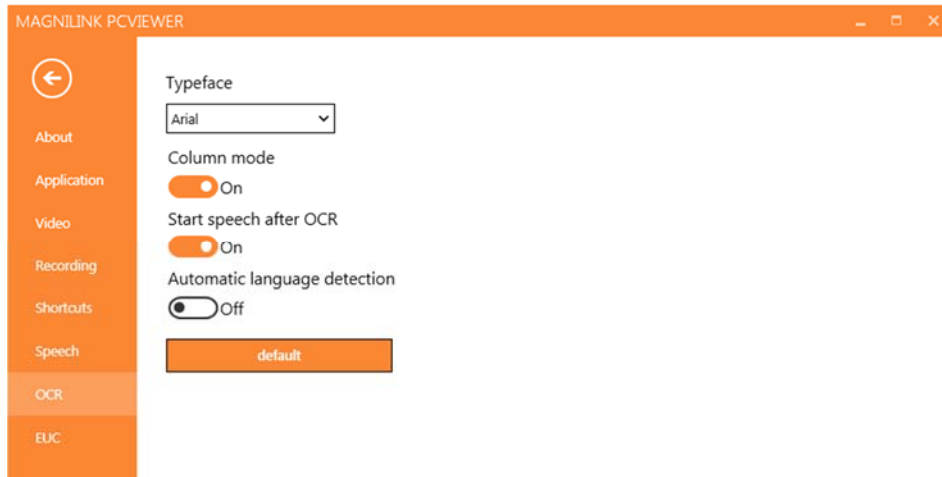 MAGNILINK PCVIEWER
About
Application
Video
Recording
Shortcuts
Speech
OCR
EUC
Typeface
Arial
Column mode
On
Start speech after OCR
On
Automatic language detection
Off
default